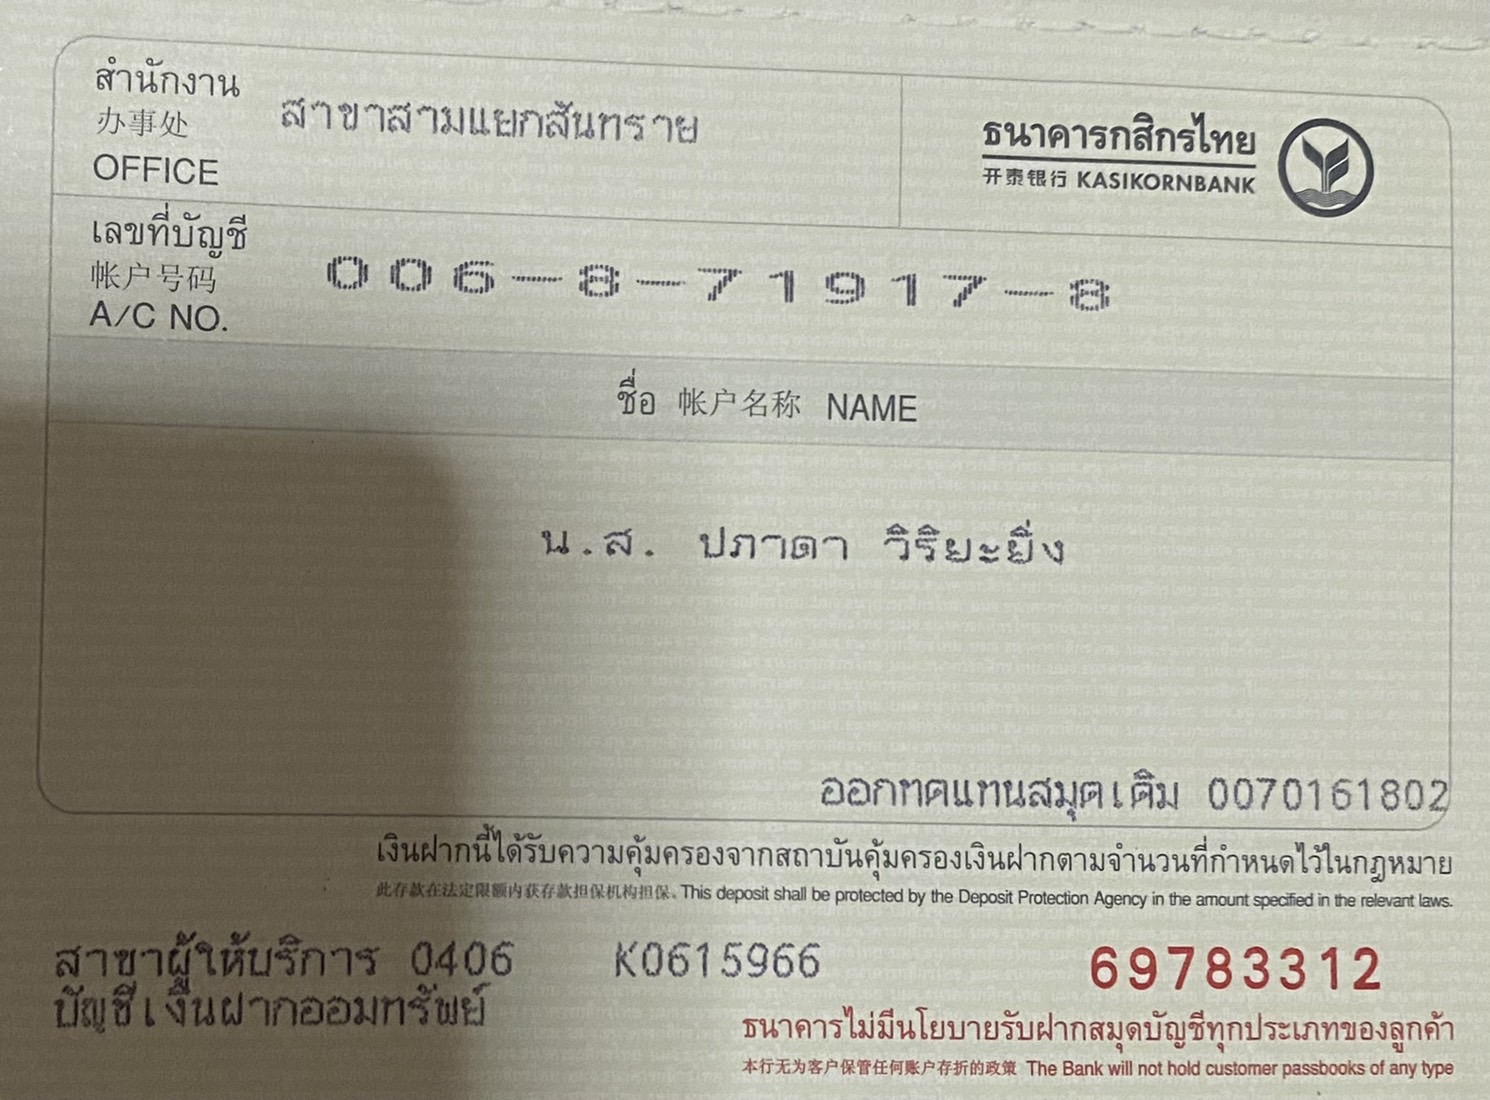 สำนักงาน
办事处
OFFICE
สาขาสามแยกสันทราย
ธนาคารกสิกรไทย
开泰银行 KASIKORNBANK
เลขที่บัญชี
帐户号码
A/C NO.
006-8-71917-8
ชื่อ 帐户名称 NAME
น.ส. ปภาดา วิริยะยิ่ง
ออกทดแทนสมุดเดิม 0070161802
เงินฝากนี้ได้รับความคุ้มครองจากสถาบันคุ้มครองเงินฝากตามจำนวนที่กำหนดไว้ในกฎหมาย
此存款在法定限额内获存款担保机构担保。This deposit shall be protected by the Deposit Protection Agency in the amount specified in the relevant laws.
สาขาผู้ให้บริการ 0406 K0615966 69783312
บัญชีเงินฝากออมทรัพย์
ธนาคารไม่มีนโยบายรับฝากสมุดบัญชีทุกประเภทของลูกค้า
本行无为客户保管任何账户存折的政策 The Bank will not hold customer passbooks of any type